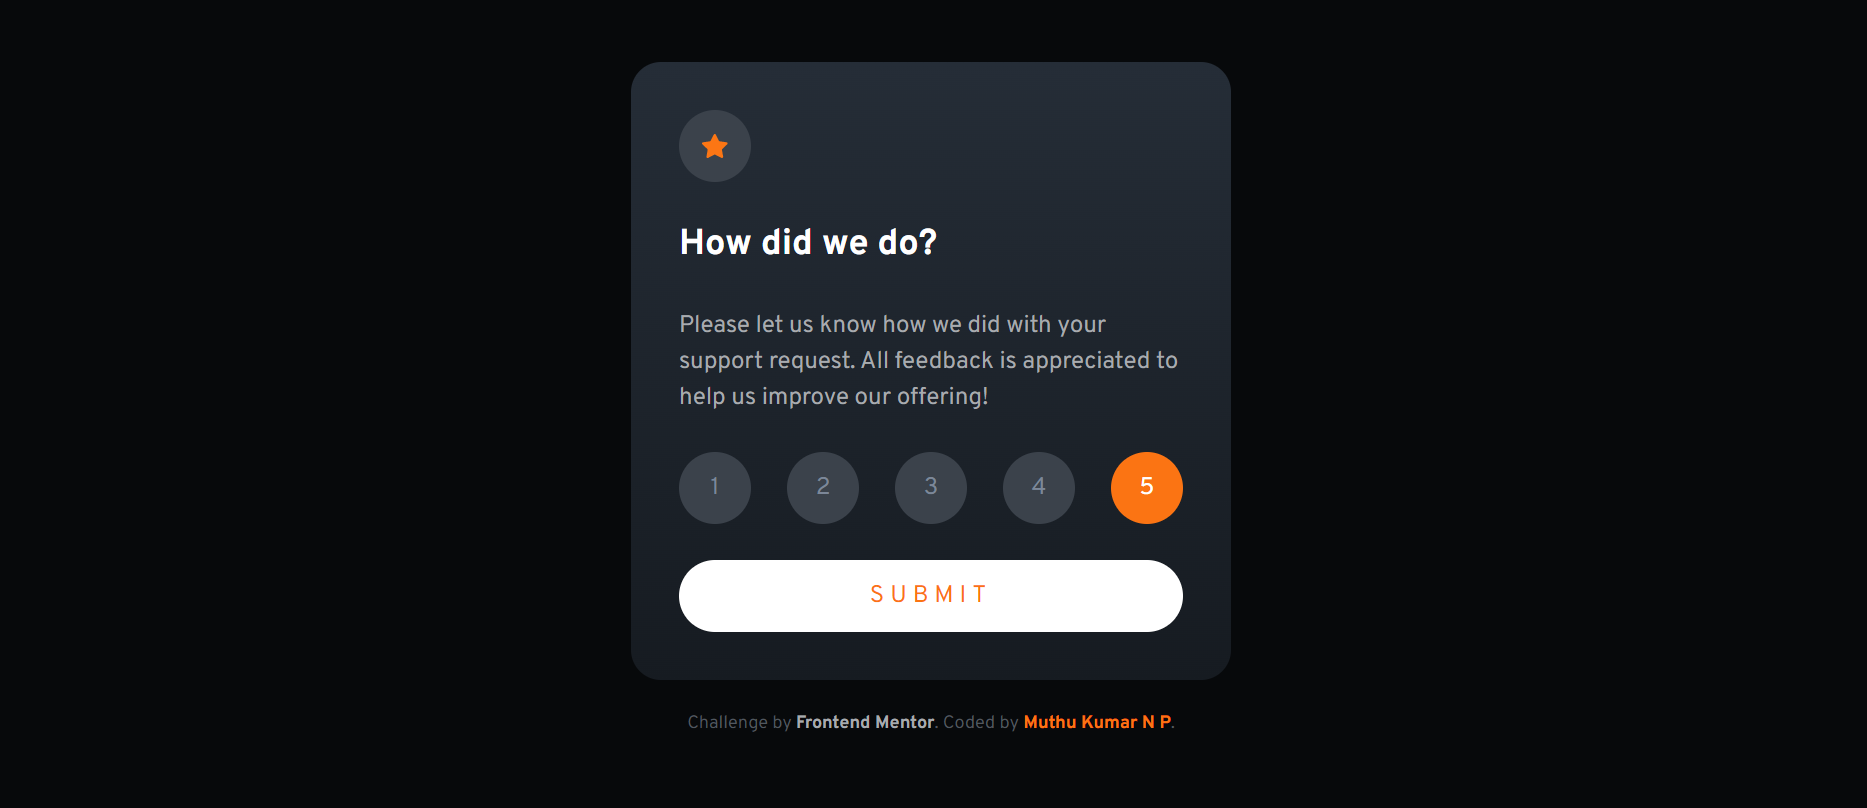 How did we do?
Please let us know how we did with your
support request. All feedback is appreciated to
help us improve our offering!
1 2 3 4 5
SUBMIT
Challenge by Frontend Mentor. Coded by Muthu Kumar N P.